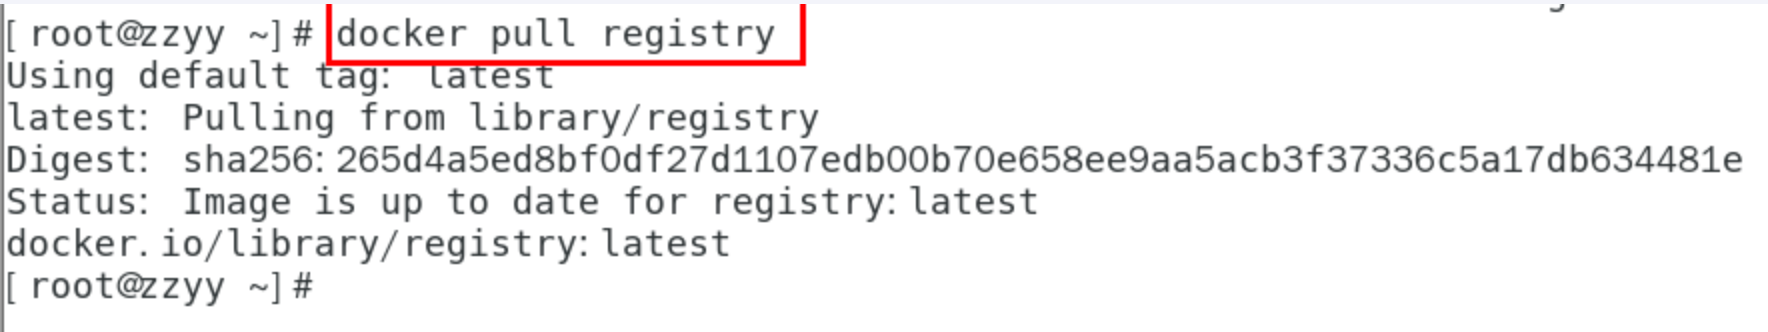 [root@zzyy ~]# docker pull registry
Using default tag: latest
latest: Pulling from library/registry
Digest: sha256:265d4a5ed8bf0df27d1107edb00b70e658ee9aa5acb3f37336c5a17db634481e
Status: Image is up to date for registry:latest
docker.io/library/registry:latest
[root@zzyy ~]#